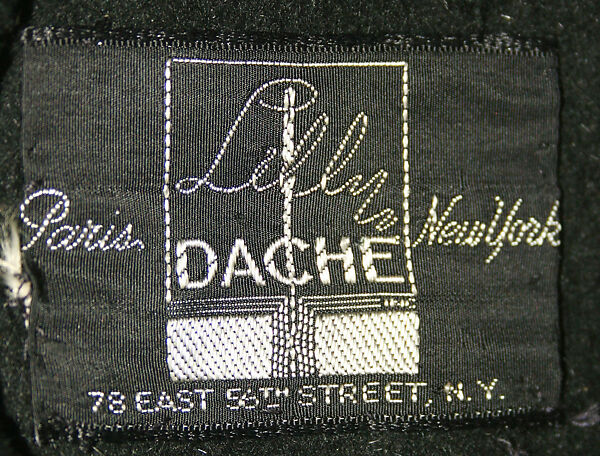 Lilly
Paris DACHE New York
78 EAST 56TH STREET, N.Y.